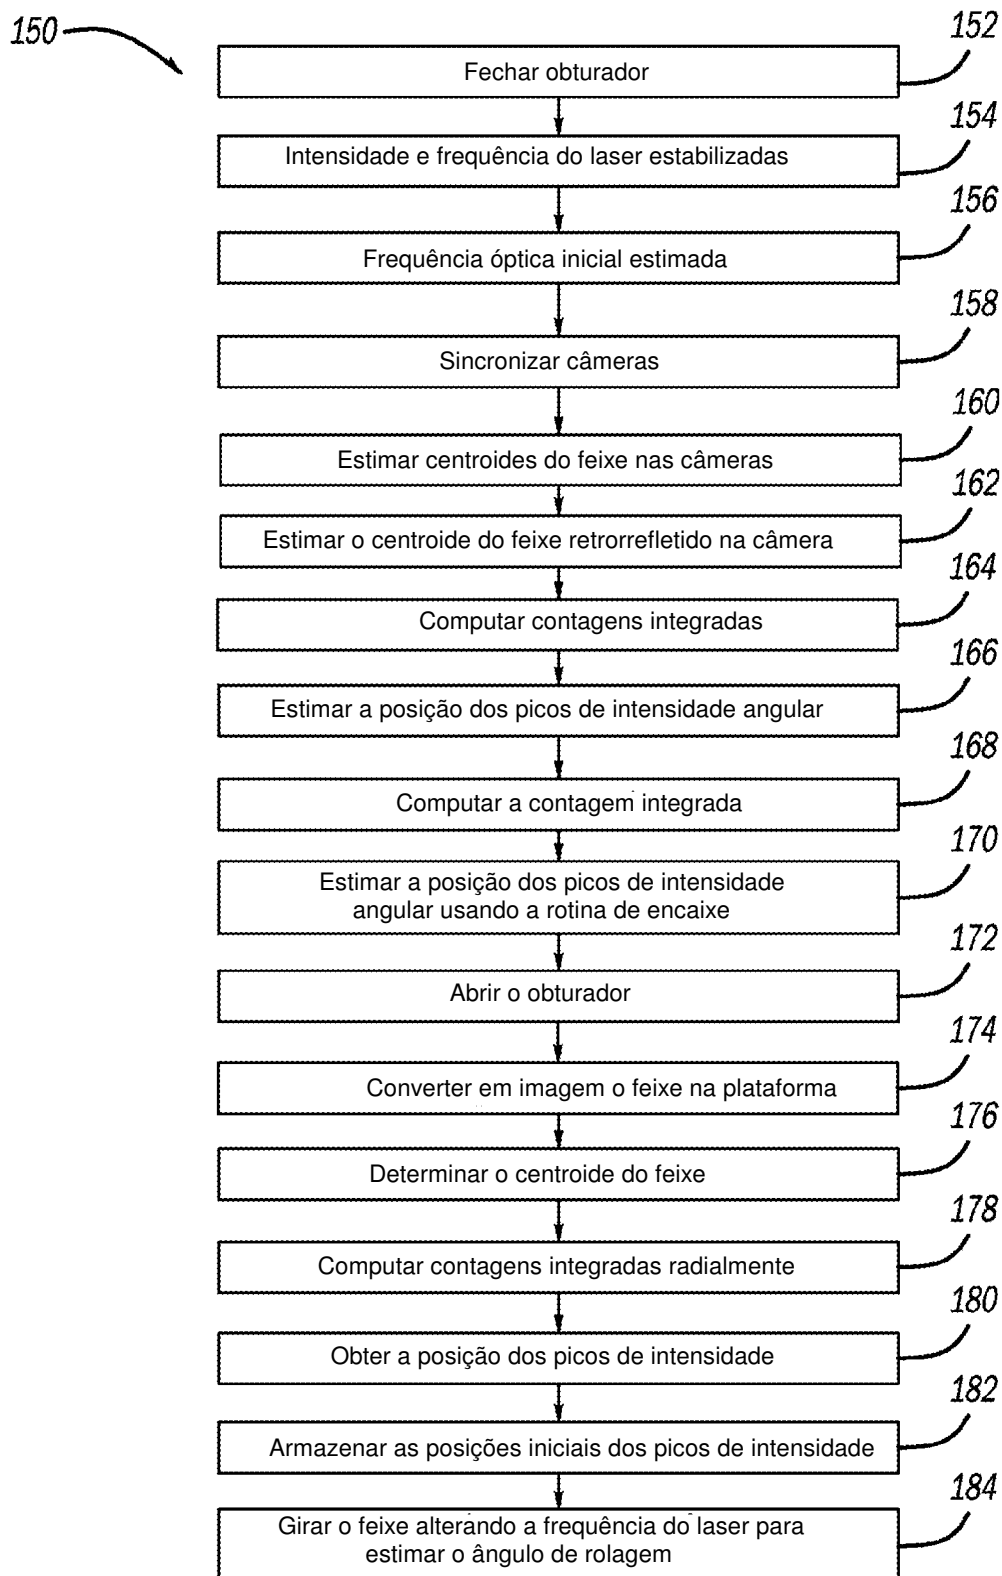 150
152
Fechar obturador
154
Intensidade e frequência do laser estabilizadas
156
Frequência óptica inicial estimada
158
Sincronizar câmeras
160
Estimar centroides do feixe nas câmeras
162
Estimar o centroide do feixe retrorrefletido na câmera
164
Computar contagens integradas
166
Estimar a posição dos picos de intensidade angular
168
Computar a contagem integrada
170
Estimar a posição dos picos de intensidade
angular usando a rotina de encaixe
172
Abrir o obturador
174
Converter em imagem o feixe na plataforma
176
Determinar o centroide do feixe
178
Computar contagens integradas radialmente
180
Obter a posição dos picos de intensidade
182
Armazenar as posições iniciais dos picos de intensidade
184
Girar o feixe alterando a frequência do laser para
estimar o ângulo de rolagem